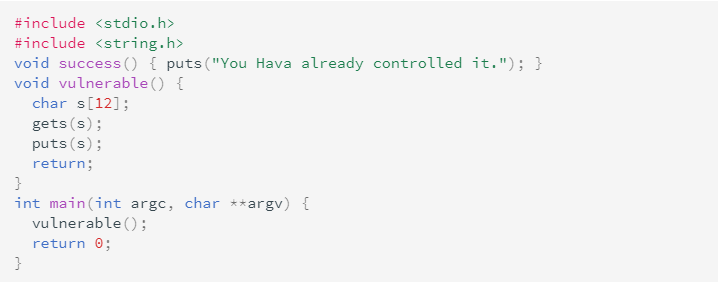 #include <stdio.h>
#include <string.h>
void success() { puts("You Hava already controlled it."); }
void vulnerable() {
  char s[12];
  gets(s);
  puts(s);
  return;
}
int main(int argc, char **argv) {
  vulnerable();
  return 0;
}